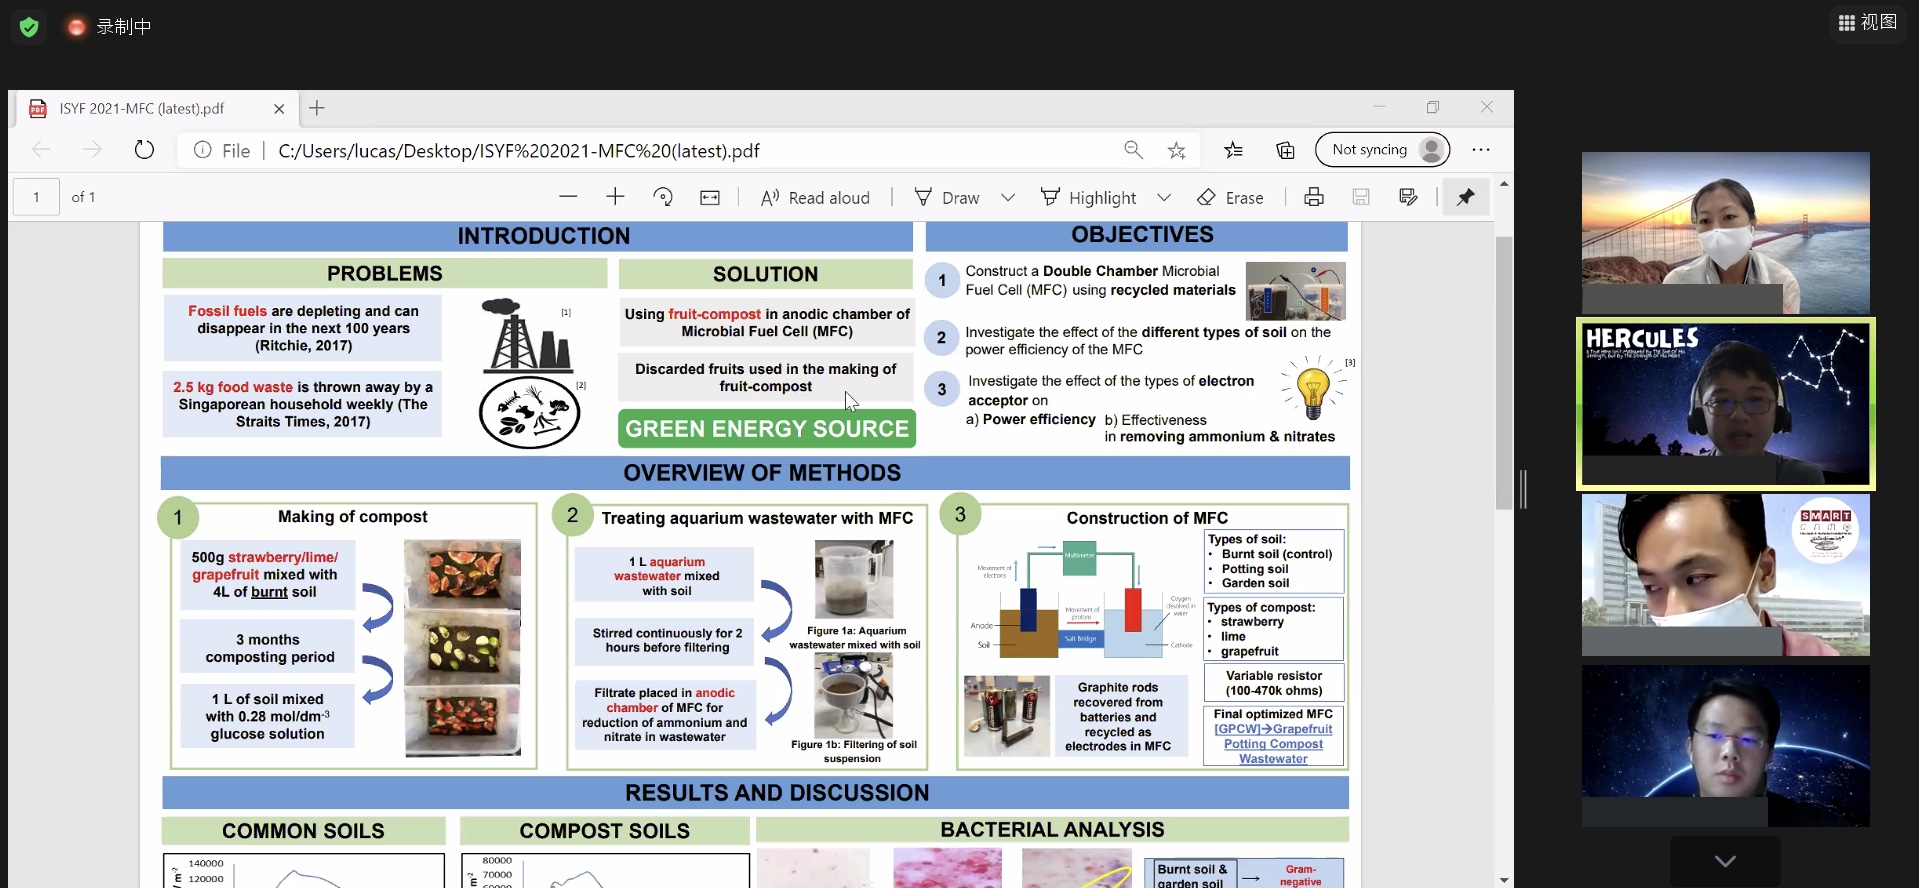 录制中
视图
ISYF 2021-MFC (latest).pdf
File
C:/Users/lucas/Desktop/ISYF%202021-MFC%20(latest).pdf
Not syncing
1
of 1
Read aloud
Draw
Highlight
Erase
INTRODUCTION
PROBLEMS
Fossil fuels are depleting and can
disappear in the next 100 years
(Ritchie, 2017)
[1]
2.5 kg food waste is thrown away by a
Singaporean household weekly (The
Straits Times, 2017)
[2]
SOLUTION
Using fruit-compost in anodic chamber of
Microbial Fuel Cell (MFC)
Discarded fruits used in the making of
fruit-compost
GREEN ENERGY SOURCE
OBJECTIVES
1
Construct a Double Chamber Microbial
Fuel Cell (MFC) using recycled materials
2
Investigate the effect of the different types of soil on the
power efficiency of the MFC
3
Investigate the effect of the types of electron
acceptor on
a) Power efficiency b) Effectiveness
in removing ammonium & nitrates
[3]
OVERVIEW OF METHODS
1
Making of compost
500g strawberry/lime/
grapefruit mixed with
4L of burnt soil
3 months
composting period
1 L of soil mixed
with 0.28 mol/dm-3
glucose solution
2
Treating aquarium wastewater with MFC
1 L aquarium
wastewater mixed
with soil
Stirred continuously for 2
hours before filtering
Filtrate placed in anodic
chamber of MFC for
reduction of ammonium and
nitrate in wastewater
Figure 1a: Aquarium
wastewater mixed with soil
Figure 1b: Filtering of soil
suspension
3
Construction of MFC
Multimeter
Movement of
electrons
Movement of
protons
Oxygen
dissolved in
water
Anode
Soil
Salt Bridge
Cathode
Graphite rods
recovered from
batteries and
recycled as
electrodes in MFC
Types of soil:
• Burnt soil (control)
• Potting soil
• Garden soil
Types of compost:
• strawberry
• lime
• grapefruit
Variable resistor
(100-470k ohms)
Final optimized MFC
[GPCW]→Grapefruit
Potting Compost
Wastewater
RESULTS AND DISCUSSION
COMMON SOILS
140000
120000
COMPOST SOILS
80000
70000
BACTERIAL ANALYSIS
Burnt soil &
garden soil
Gram-
negative
HERCULES
SMART